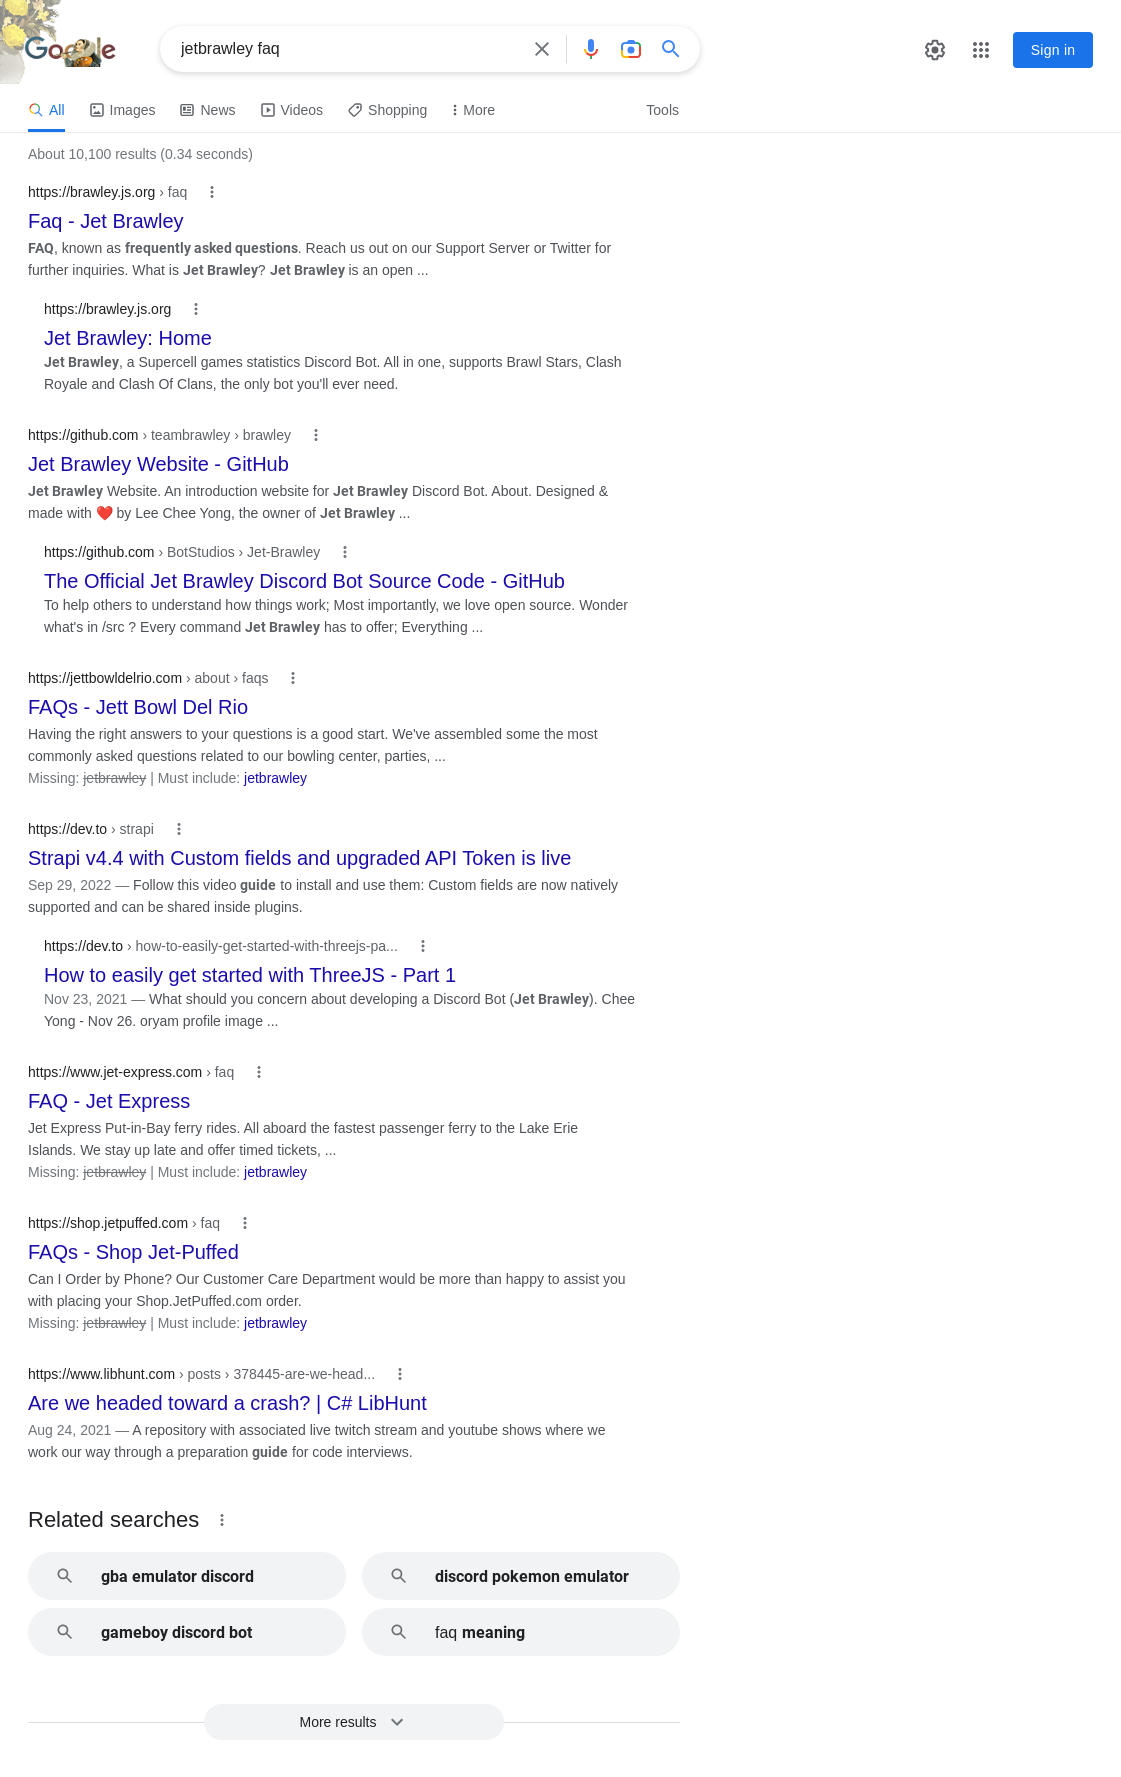 Google
jetbrawley faq
Sign in
All
Images
News
Videos
Shopping
More
Tools
About 10,100 results (0.34 seconds)
https://brawley.js.org › faq
Faq - Jet Brawley
FAQ, known as frequently asked questions. Reach us out on our Support Server or Twitter for
further inquiries. What is Jet Brawley? Jet Brawley is an open ...
https://brawley.js.org
Jet Brawley: Home
Jet Brawley, a Supercell games statistics Discord Bot. All in one, supports Brawl Stars, Clash
Royale and Clash Of Clans, the only bot you'll ever need.
https://github.com › teambrawley › brawley
Jet Brawley Website - GitHub
Jet Brawley Website. An introduction website for Jet Brawley Discord Bot. About. Designed &
made with ❤️ by Lee Chee Yong, the owner of Jet Brawley ...
https://github.com › BotStudios › Jet-Brawley
The Official Jet Brawley Discord Bot Source Code - GitHub
To help others to understand how things work; Most importantly, we love open source. Wonder
what's in /src ? Every command Jet Brawley has to offer; Everything ...
https://jettbowldelrio.com › about › faqs
FAQs - Jett Bowl Del Rio
Having the right answers to your questions is a good start. We've assembled some the most
commonly asked questions related to our bowling center, parties, ...
Missing: jetbrawley | Must include: jetbrawley
https://dev.to › strapi
Strapi v4.4 with Custom fields and upgraded API Token is live
Sep 29, 2022 — Follow this video guide to install and use them: Custom fields are now natively
supported and can be shared inside plugins.
https://dev.to › how-to-easily-get-started-with-threejs-pa...
How to easily get started with ThreeJS - Part 1
Nov 23, 2021 — What should you concern about developing a Discord Bot (Jet Brawley). Chee
Yong - Nov 26. oryam profile image ...
https://www.jet-express.com › faq
FAQ - Jet Express
Jet Express Put-in-Bay ferry rides. All aboard the fastest passenger ferry to the Lake Erie
Islands. We stay up late and offer timed tickets, ...
Missing: jetbrawley | Must include: jetbrawley
https://shop.jetpuffed.com › faq
FAQs - Shop Jet-Puffed
Can I Order by Phone? Our Customer Care Department would be more than happy to assist you
with placing your Shop.JetPuffed.com order.
Missing: jetbrawley | Must include: jetbrawley
https://www.libhunt.com › posts › 378445-are-we-head...
Are we headed toward a crash? | C# LibHunt
Aug 24, 2021 — A repository with associated live twitch stream and youtube shows where we
work our way through a preparation guide for code interviews.
Related searches
gba emulator discord
discord pokemon emulator
gameboy discord bot
faq meaning
More results